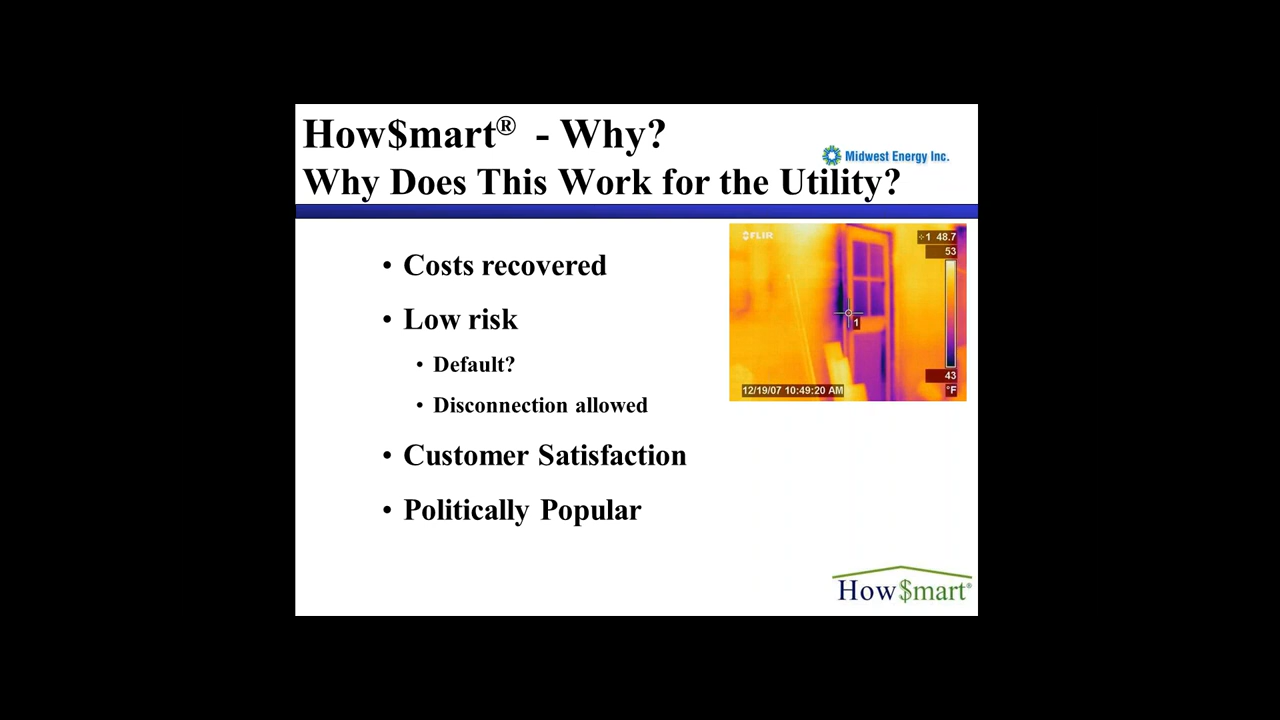 How$mart® - Why?
Midwest Energy Inc.
Why Does This Work for the Utility?
• Costs recovered
• Low risk
• Default?
• Disconnection allowed
• Customer Satisfaction
• Politically Popular
FLIR
1 48.7
53
1
43
12/19/07 10:49:20 AM
°F
How$mart®